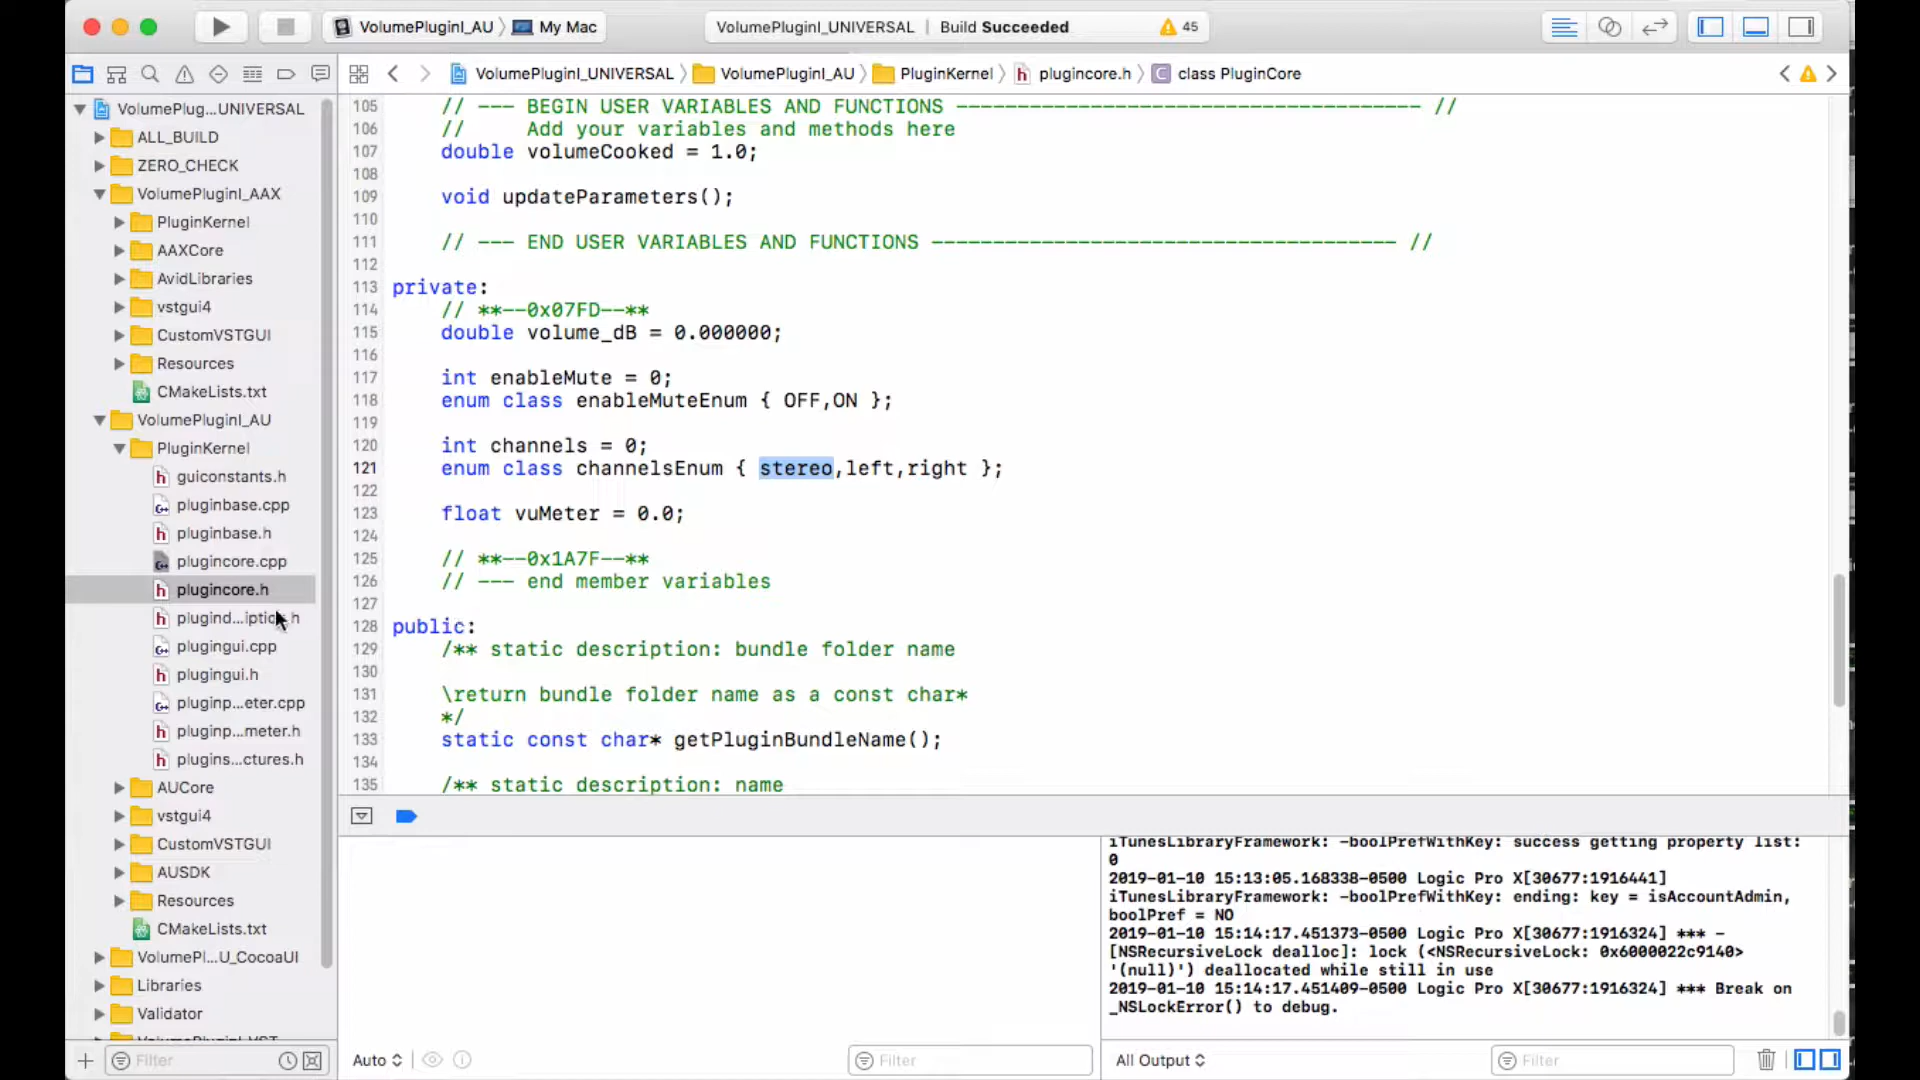 VolumePluginI_AU
My Mac
VolumePluginI_UNIVERSAL | Build Succeeded
45
VolumePluginI_UNIVERSAL
VolumePluginI_AU
PluginKernel
plugincore.h
class PluginCore
VolumePlug...UNIVERSAL
ALL_BUILD
ZERO_CHECK
VolumePluginI_AAX
PluginKernel
AAXCore
AvidLibraries
vstgui4
CustomVSTGUI
Resources
CMakeLists.txt
VolumePluginI_AU
PluginKernel
guiconstants.h
pluginbase.cpp
pluginbase.h
plugincore.cpp
plugincore.h
plugind...iptio h
plugingui.cpp
plugingui.h
pluginp...eter.cpp
pluginp...meter.h
plugins...ctures.h
AUCore
vstgui4
CustomVSTGUI
AUSDK
Resources
CMakeLists.txt
VolumePl...U_CocoaUI
Libraries
Validator
Filter
105 // --- BEGIN USER VARIABLES AND FUNCTIONS -------------------------------------- //
106 // Add your variables and methods here
107 double volumeCooked = 1.0;
108
109 void updateParameters();
110
111 // --- END USER VARIABLES AND FUNCTIONS -------------------------------------- //
112
113 private:
114 // **--0x07FD--**
115 double volume_dB = 0.000000;
116
117 int enableMute = 0;
118 enum class enableMuteEnum { OFF,ON };
119
120 int channels = 0;
121 enum class channelsEnum { stereo,left,right };
122
123 float vuMeter = 0.0;
124
125 // **--0x1A7F--**
126 // --- end member variables
127
128 public:
129 /** static description: bundle folder name
130
131 \return bundle folder name as a const char*
132 */
133 static const char* getPluginBundleName();
134
135 /** static description: name
iTunesLibraryFramework: -boolPrefWithKey: success getting property list:
0
2019-01-10 15:13:05.168338-0500 Logic Pro X[30677:1916441]
iTunesLibraryFramework: -boolPrefWithKey: ending: key = isAccountAdmin,
boolPref = NO
2019-01-10 15:14:17.451373-0500 Logic Pro X[30677:1916324] *** -
[NSRecursiveLock dealloc]: lock (<NSRecursiveLock: 0x6000022c9140>
'(null)') deallocated while still in use
2019-01-10 15:14:17.451409-0500 Logic Pro X[30677:1916324] *** Break on
_NSLockError() to debug.
Auto
Filter
All Output
Filter